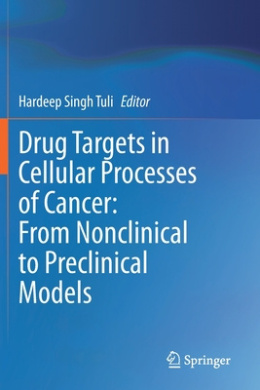 Hardeep Singh Tuli Editor
Drug Targets in
Cellular Processes
of Cancer:
From Nonclinical
to Preclinical
Models
Springer